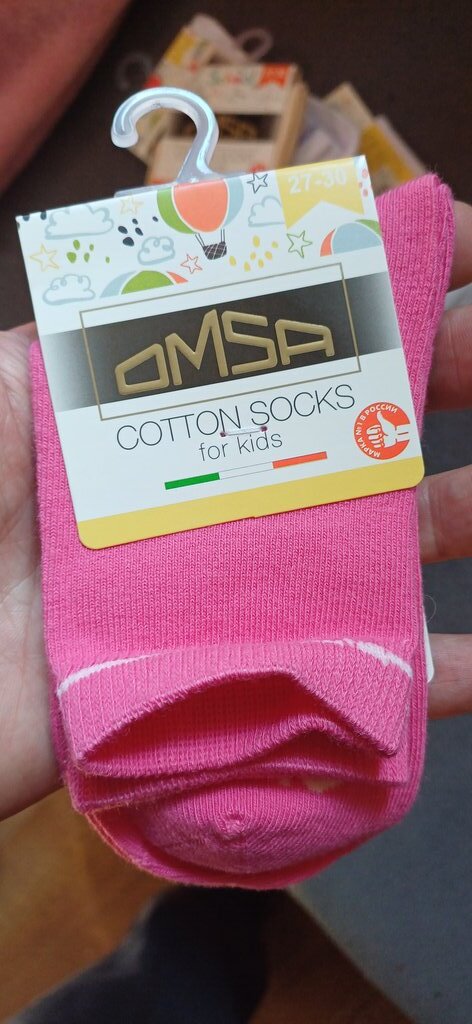 27-30
OMSA
COTTON SOCKS
for kids
МАРКА №1 В РОССИИ